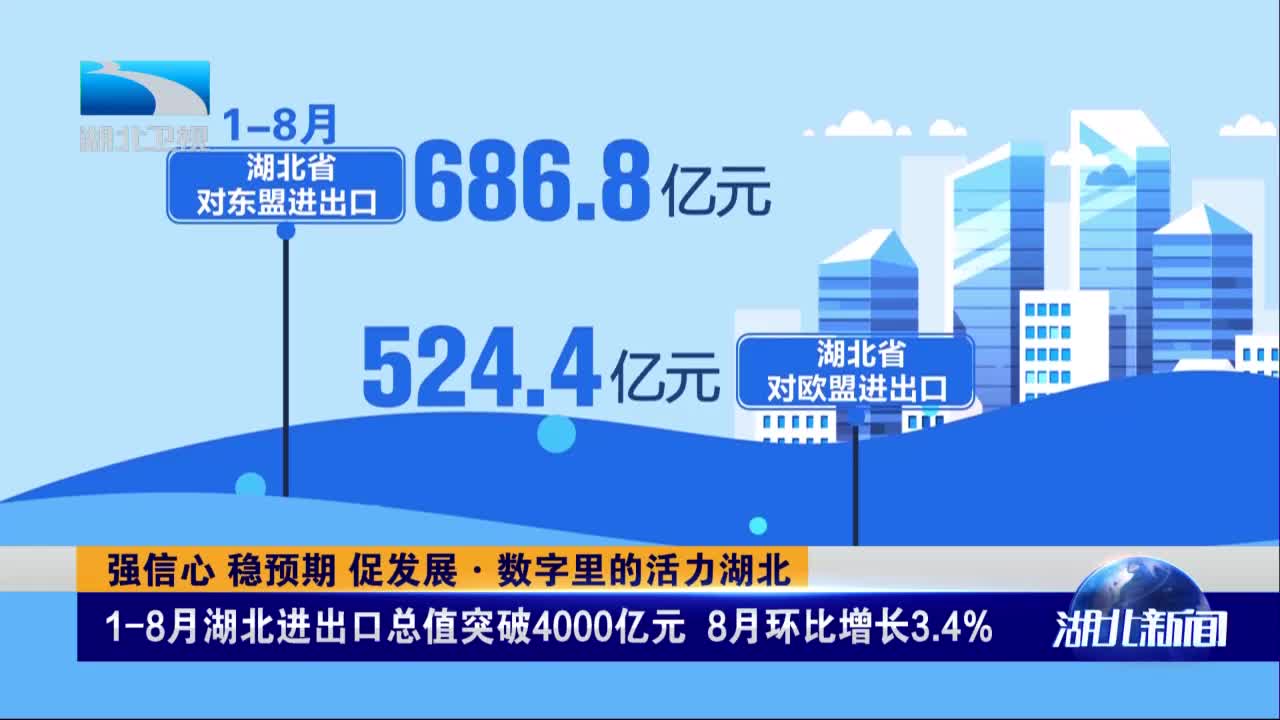 湖北卫视
1-8月
湖北省
对东盟进出口
686.8亿元
524.4亿元
湖北省
对欧盟进出口
强信心 稳预期 促发展·数字里的活力湖北
1-8月湖北进出口总值突破4000亿元 8月环比增长3.4%
湖北新闻